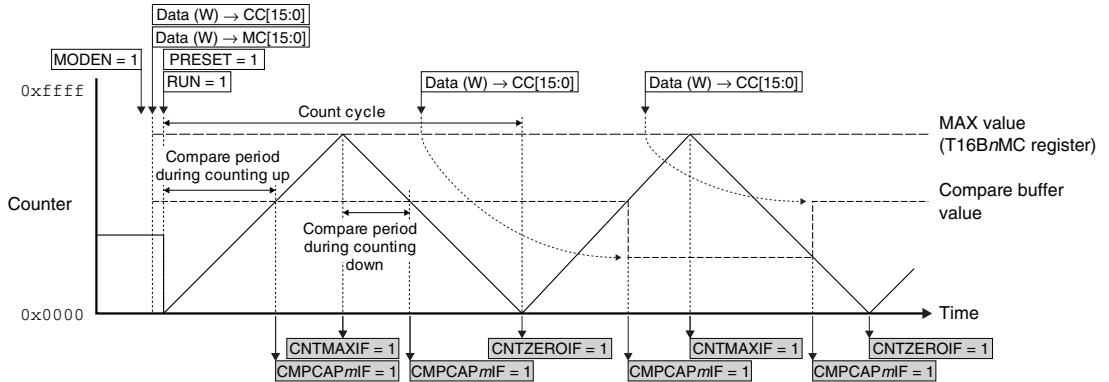 Data (W) → CC[15:0]
Data (W) → MC[15:0]
MODEN = 1
PRESET = 1
RUN = 1
Data (W) → CC[15:0]
Data (W) → CC[15:0]
0xffff
Count cycle
MAX value
(T16BnMC register)
Compare period
during counting up
Counter
Compare buffer
value
Compare period
during counting
down
0x0000
Time
CNTMAXIF = 1
CNTZEROIF = 1
CNTMAXIF = 1
CNTZEROIF = 1
CMPCAPmIF = 1
CMPCAPmIF = 1
CMPCAPmIF = 1
CMPCAPmIF = 1